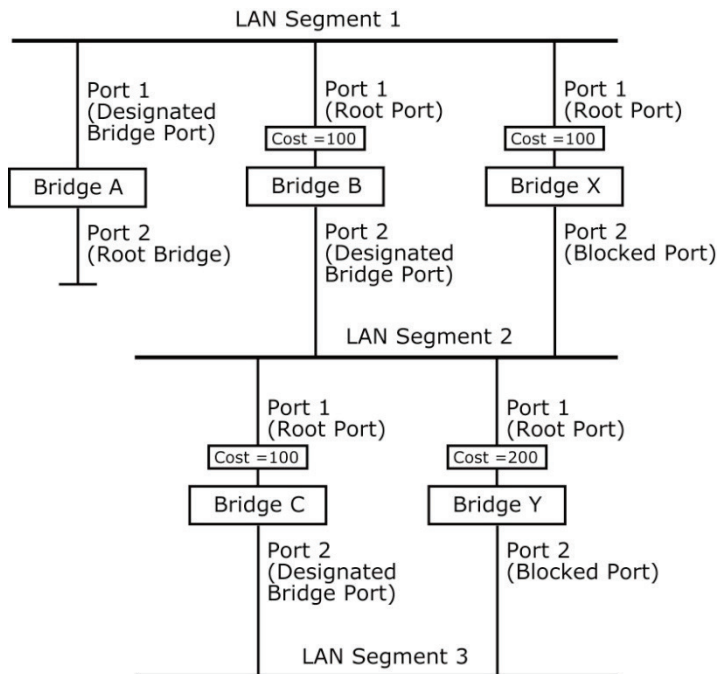 LAN Segment 1
Port 1
(Designated
Bridge Port)
Port 1
(Root Port)
Port 1
(Root Port)
Cost =100
Cost =100
Bridge A
Bridge B
Bridge X
Port 2
(Root Bridge)
Port 2
(Designated
Bridge Port)
Port 2
(Blocked Port)
LAN Segment 2
Port 1
(Root Port)
Port 1
(Root Port)
Cost =100
Cost =200
Bridge C
Bridge Y
Port 2
(Designated
Bridge Port)
Port 2
(Blocked Port)
LAN Segment 3